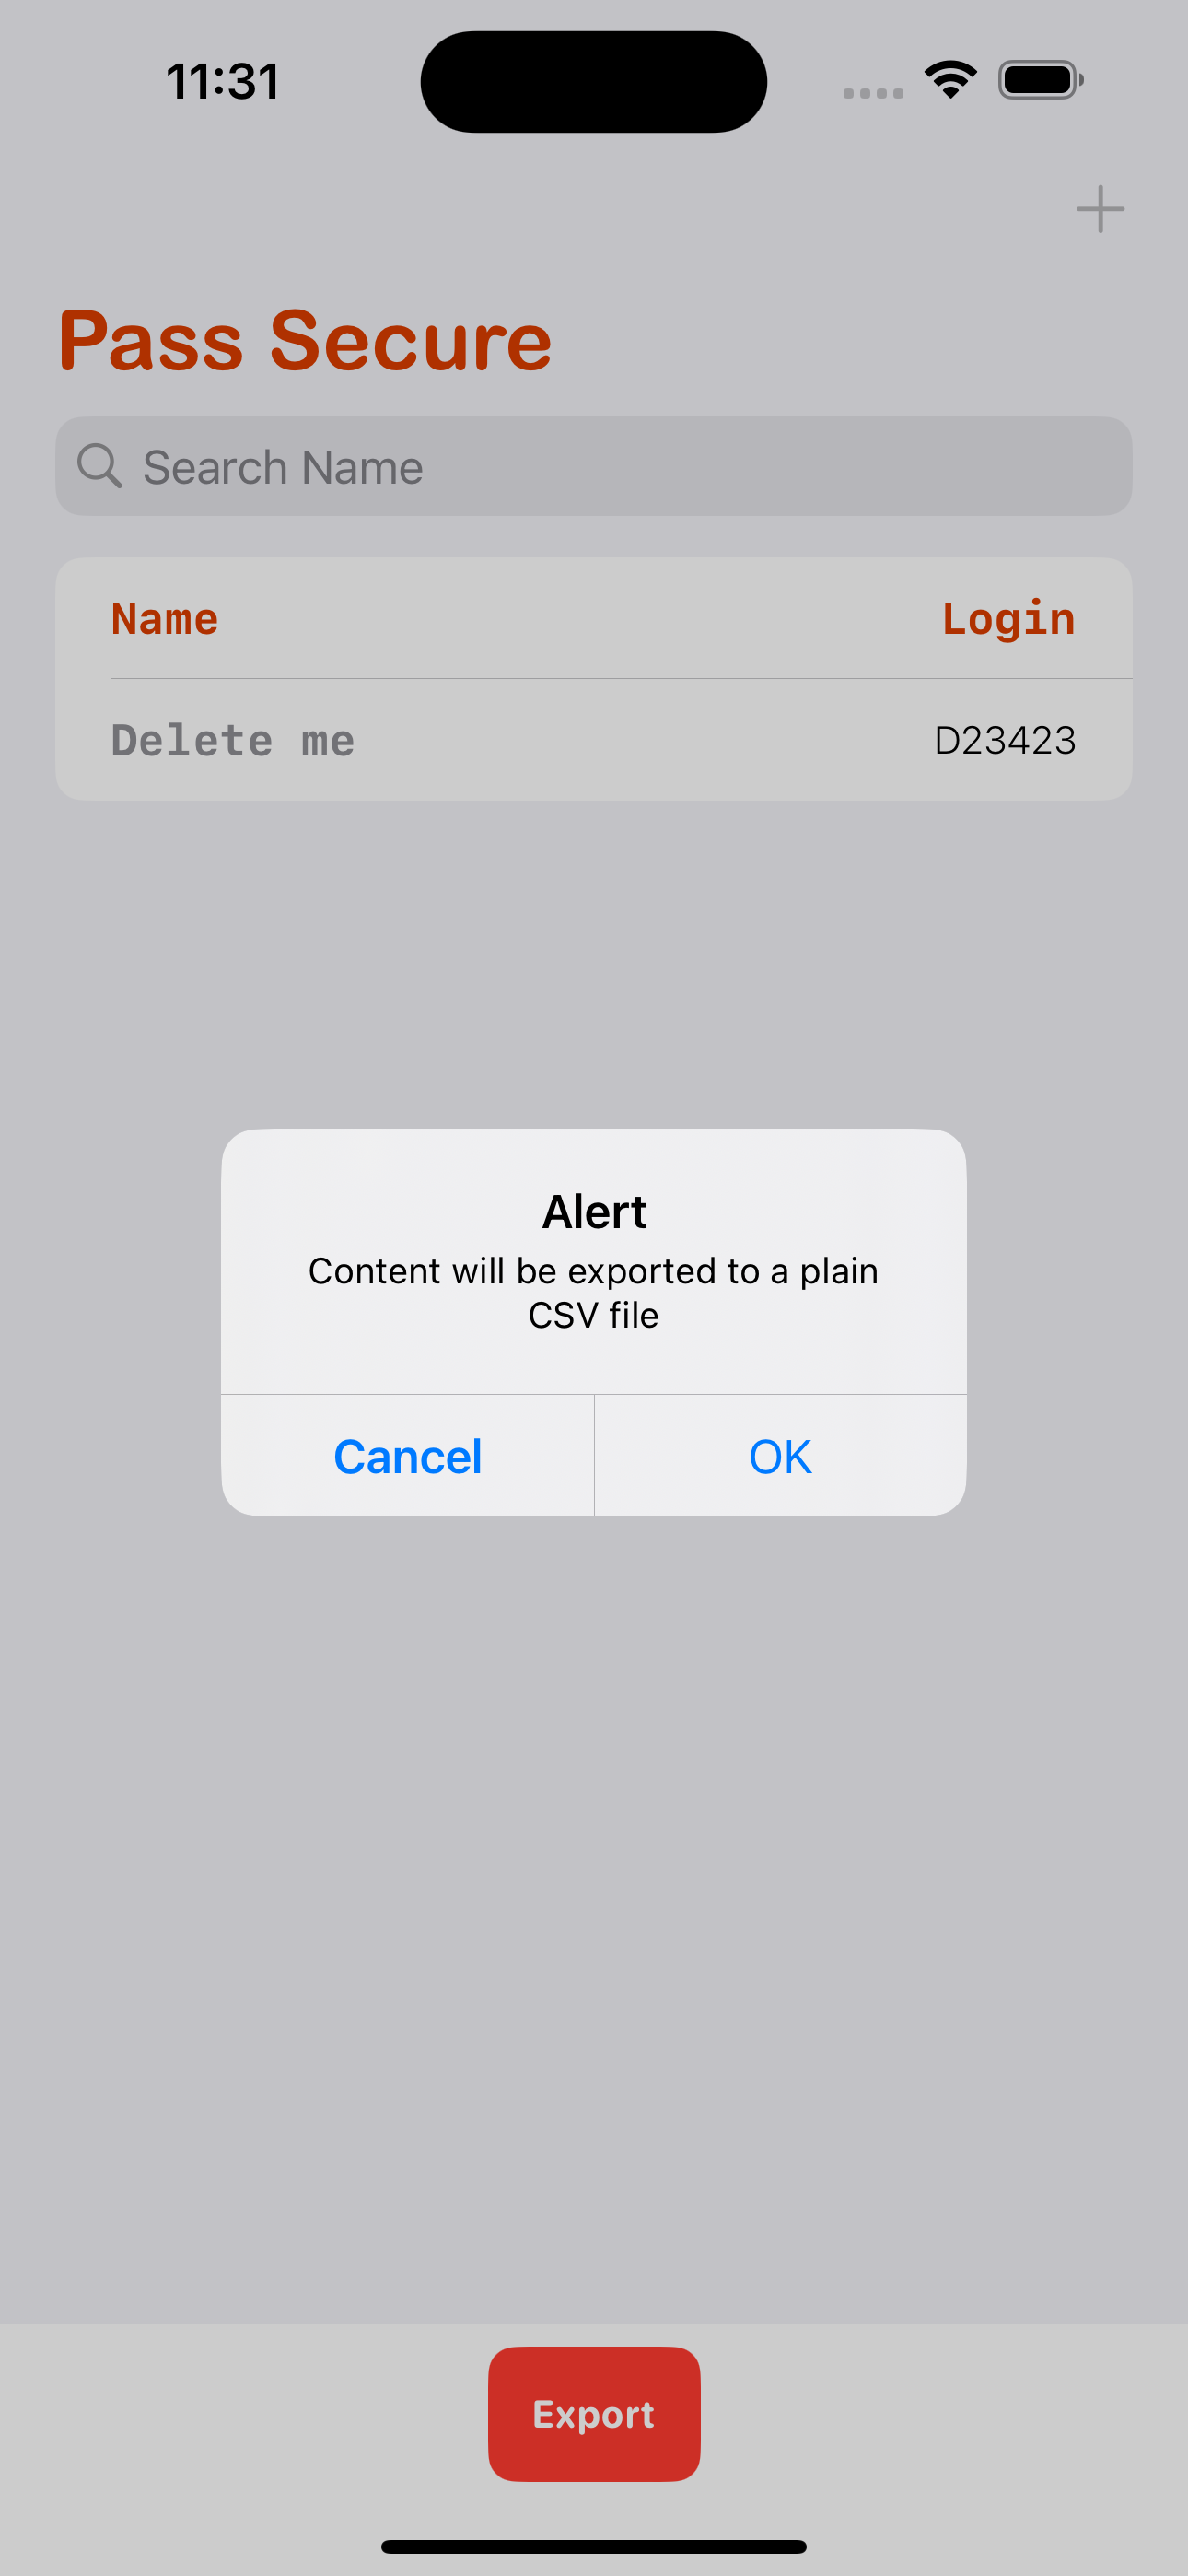 11:31
Pass Secure
Search Name
Name Login
Delete me D23423
Alert
Content will be exported to a plain
CSV file
Cancel OK
Export